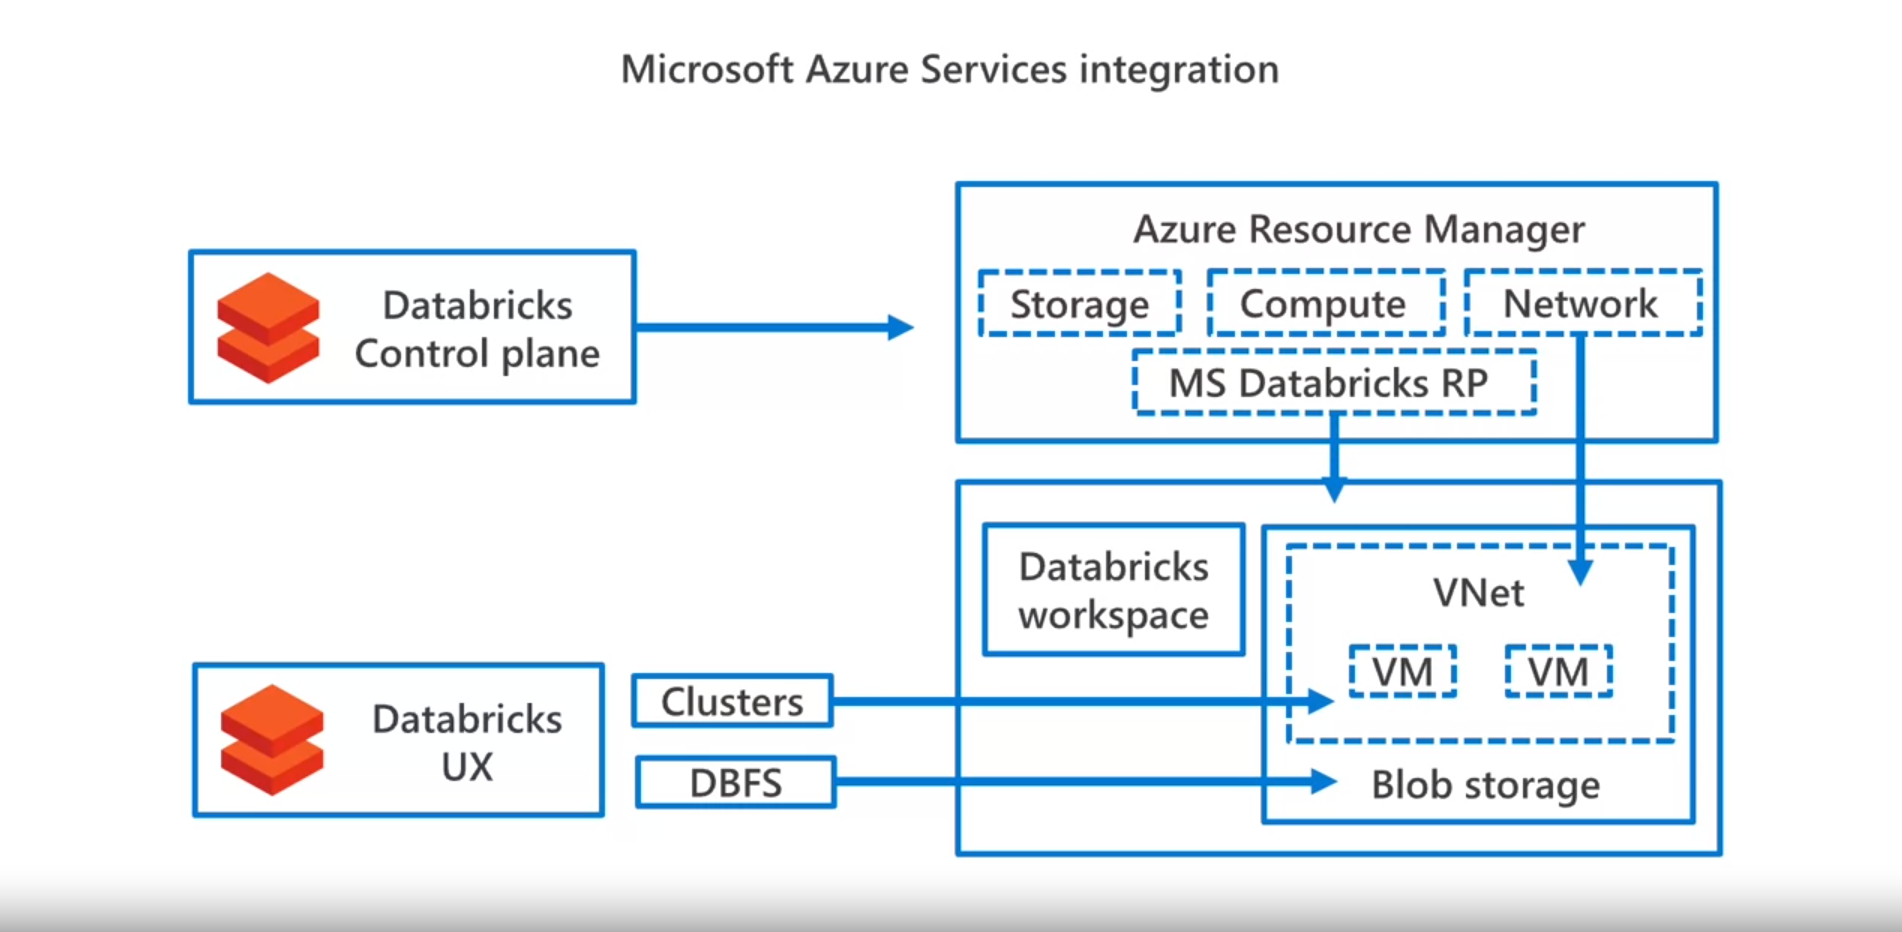 Microsoft Azure Services integration
Azure Resource Manager
Storage
Compute
Network
MS Databricks RP
Databricks
Control plane
Databricks
workspace
VNet
VM
VM
Blob storage
Databricks
UX
Clusters
DBFS